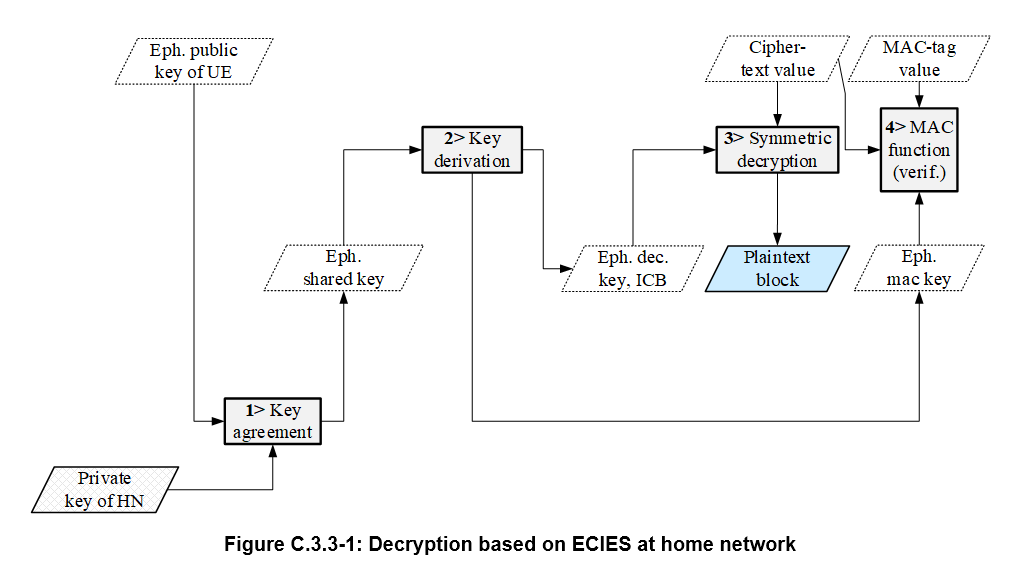 Eph. public
key of UE
Cipher-
text value
MAC-tag
value
2> Key
derivation
3> Symmetric
decryption
4> MAC
function
(verif.)
Eph.
shared key
Eph. dec.
key, ICB
Plaintext
block
Eph.
mac key
1> Key
agreement
Private
key of HN
Figure C.3.3-1: Decryption based on ECIES at home network